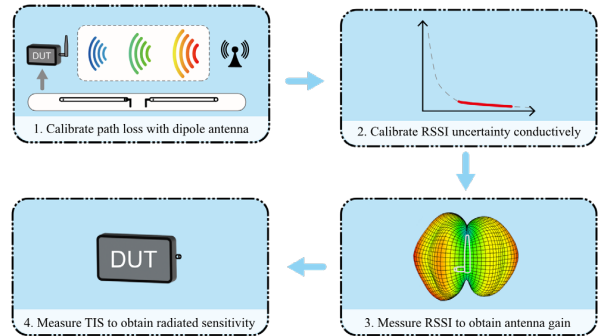 DUT
1. Calibrate path loss with dipole antenna
2. Calibrate RSSI uncertainty conductively
DUT
4. Measure TIS to obtain radiated sensitivity
3. Messure RSSI to obtain antenna gain